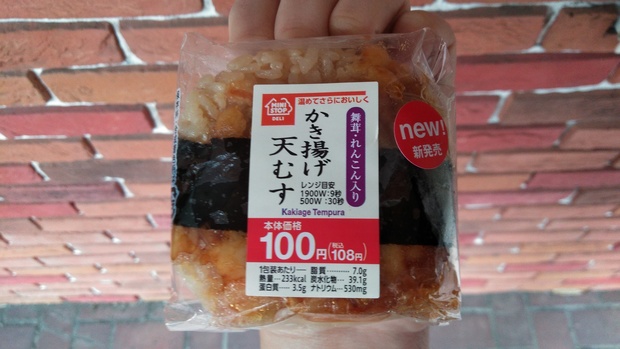 MINI STOP
DELI
温めてさらにおいしく
舞茸・れんこん入り
かき揚げ
天むす
レンジ目安
1900W:9秒
500W:30秒
Kakiage Tempura
new!
新発売
本体価格
100円(税込108円)
1包装あたり 脂質 7.0g
熱量 233kcal 炭水化物 39.1g
蛋白質 3.5g ナトリウム 530mg